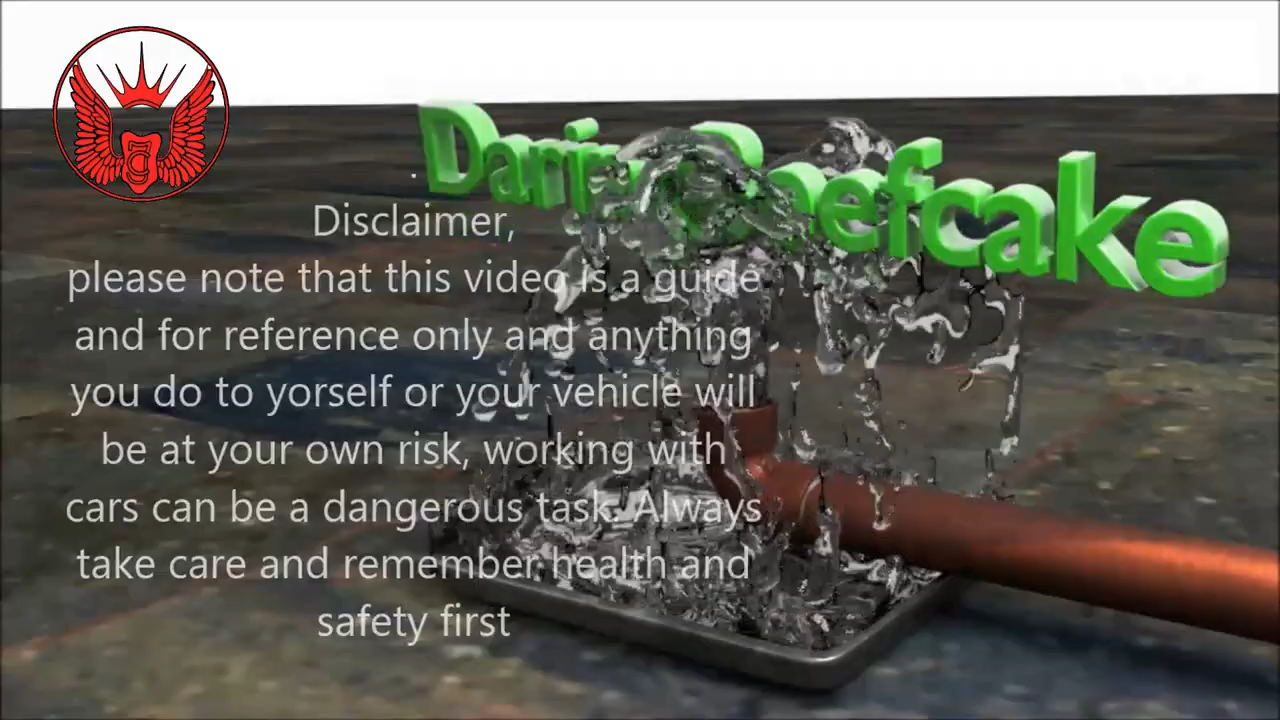 Beefcake
Disclaimer,
please note that this video is a guide
and for reference only and anything
you do to yorself or your vehicle will
be at your own risk, working with
cars can be a dangerous task. Always
take care and remember health and
safety first